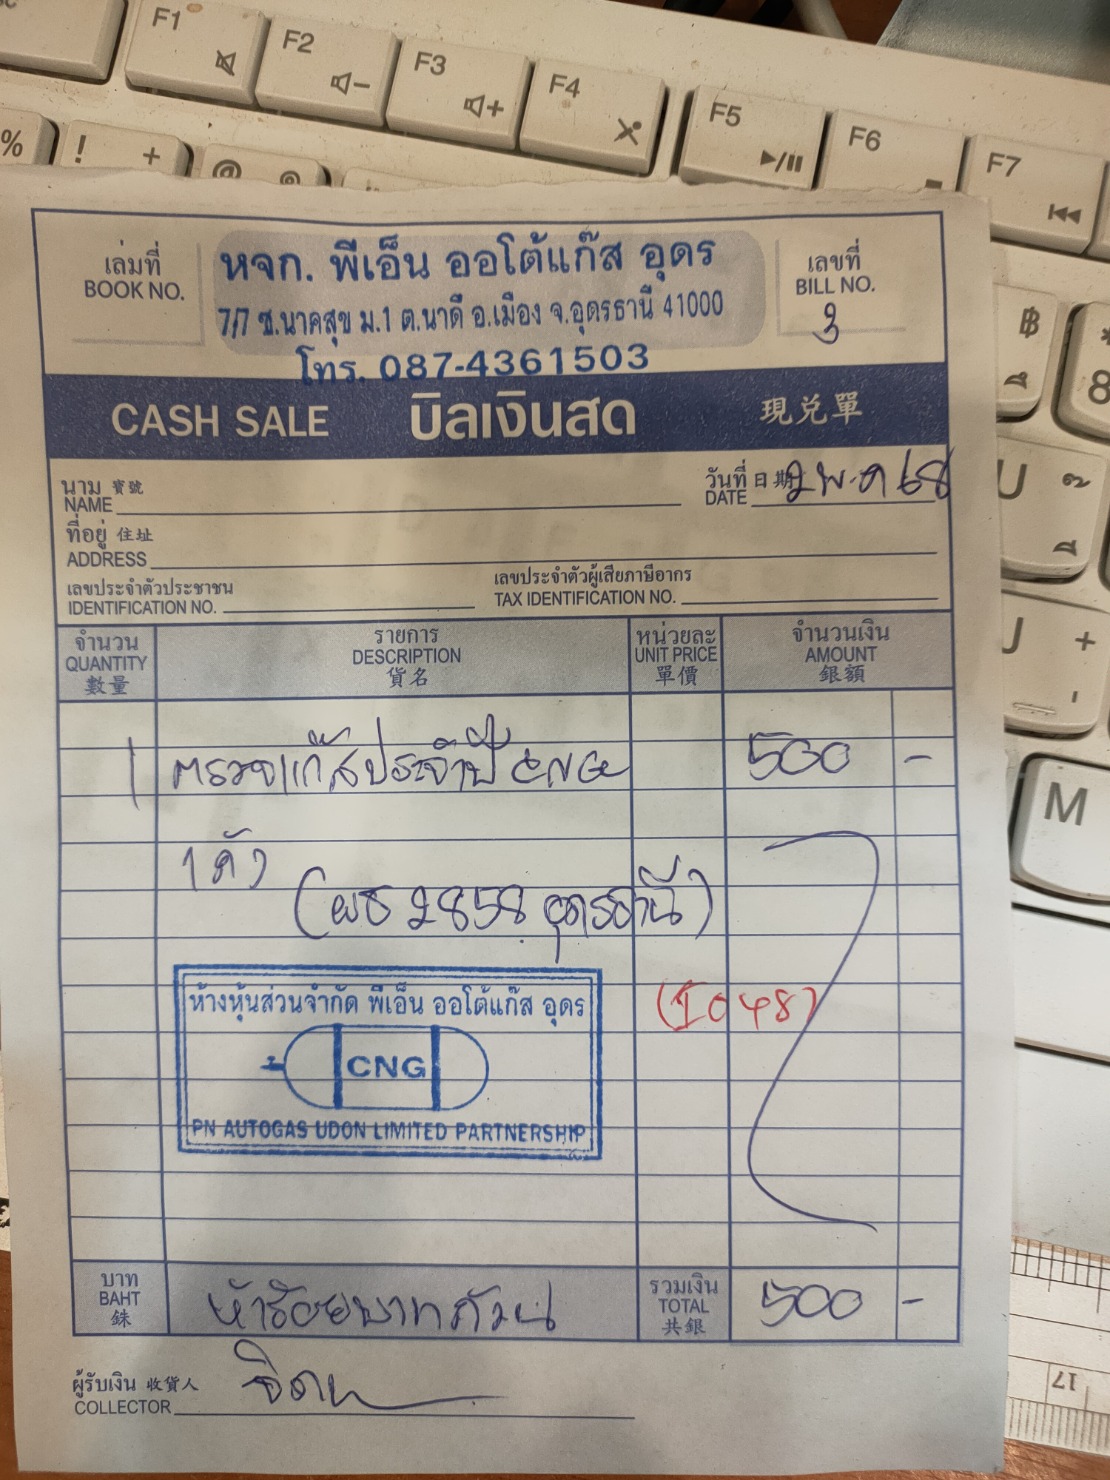 F1
F2
F3
F4
F5
F6
F7
%
!
+
@
฿
8
U
+
M
17
เล่มที่
BOOK NO.
หจก. พีเอ็น ออโต้แก๊ส อุดร
7/7 ซ.นาคสุข ม.1 ต.นาดี อ.เมือง จ.อุดรธานี 41000
โทร. 087-4361503
เลขที่
BILL NO.
3
CASH SALE บิลเงินสด 現兑單
นาม 寶號
NAME
วันที่ 日期
DATE
2 พ.ค 68
ที่อยู่ 住址
ADDRESS
เลขประจำตัวประชาชน
IDENTIFICATION NO.
เลขประจำตัวผู้เสียภาษีอากร
TAX IDENTIFICATION NO.
จำนวน
QUANTITY
數量
รายการ
DESCRIPTION
貨名
หน่วยละ
UNIT PRICE
單價
จำนวนเงิน
AMOUNT
銀額
1 ตรวจแก๊สประจำปี CNG 500 -
1 คัน
(ผธ 2858 อุดรธานี)
ห้างหุ้นส่วนจำกัด พีเอ็น ออโต้แก๊ส อุดร
CNG
PN AUTOGAS UDON LIMITED PARTNERSHIP
บาท
BAHT
銖
ห้าร้อยบาทถ้วน
รวมเงิน
TOTAL
共銀
500 -
ผู้รับเงิน 收貨人
COLLECTOR